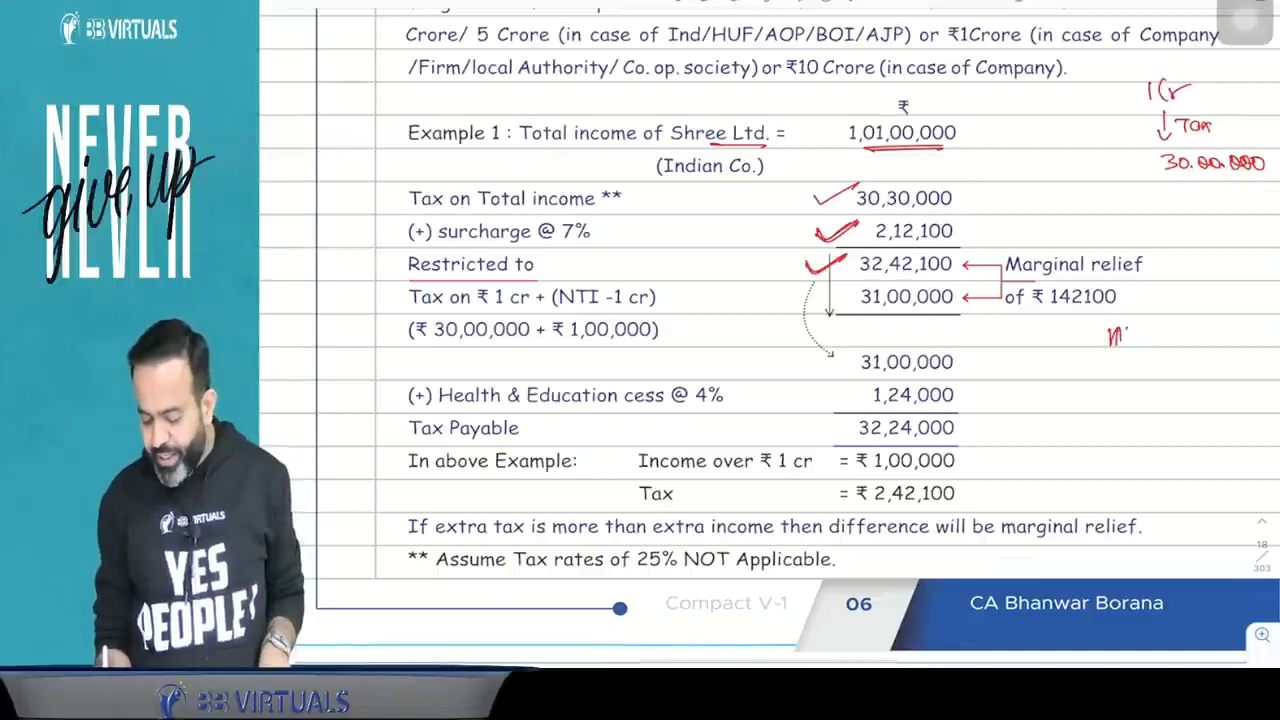 BB VIRTUALS
NEVER
give up
NEVER
Crore/ 5 Crore (in case of Ind/HUF/AOP/BOI/AJP) or ₹1Crore (in case of Company
/Firm/local Authority/ Co. op. society) or ₹10 Crore (in case of Company).
₹
Example 1 : Total income of Shree Ltd. = 1,01,00,000
(Indian Co.)
1 Cr
Tax
30.00.000
Tax on Total income ** 30,30,000
(+) surcharge @ 7% 2,12,100
Restricted to 32,42,100 Marginal relief
Tax on ₹ 1 cr + (NTI -1 cr) 31,00,000 of ₹ 142100
(₹ 30,00,000 + ₹ 1,00,000)
31,00,000
(+) Health & Education cess @ 4% 1,24,000
Tax Payable 32,24,000
In above Example: Income over ₹ 1 cr = ₹ 1,00,000
Tax = ₹ 2,42,100
If extra tax is more than extra income then difference will be marginal relief.
** Assume Tax rates of 25% NOT Applicable.
18
303
Compact V-1 06 CA Bhanwar Borana
BB VIRTUALS
YES
PEOPLE!
BB VIRTUALS